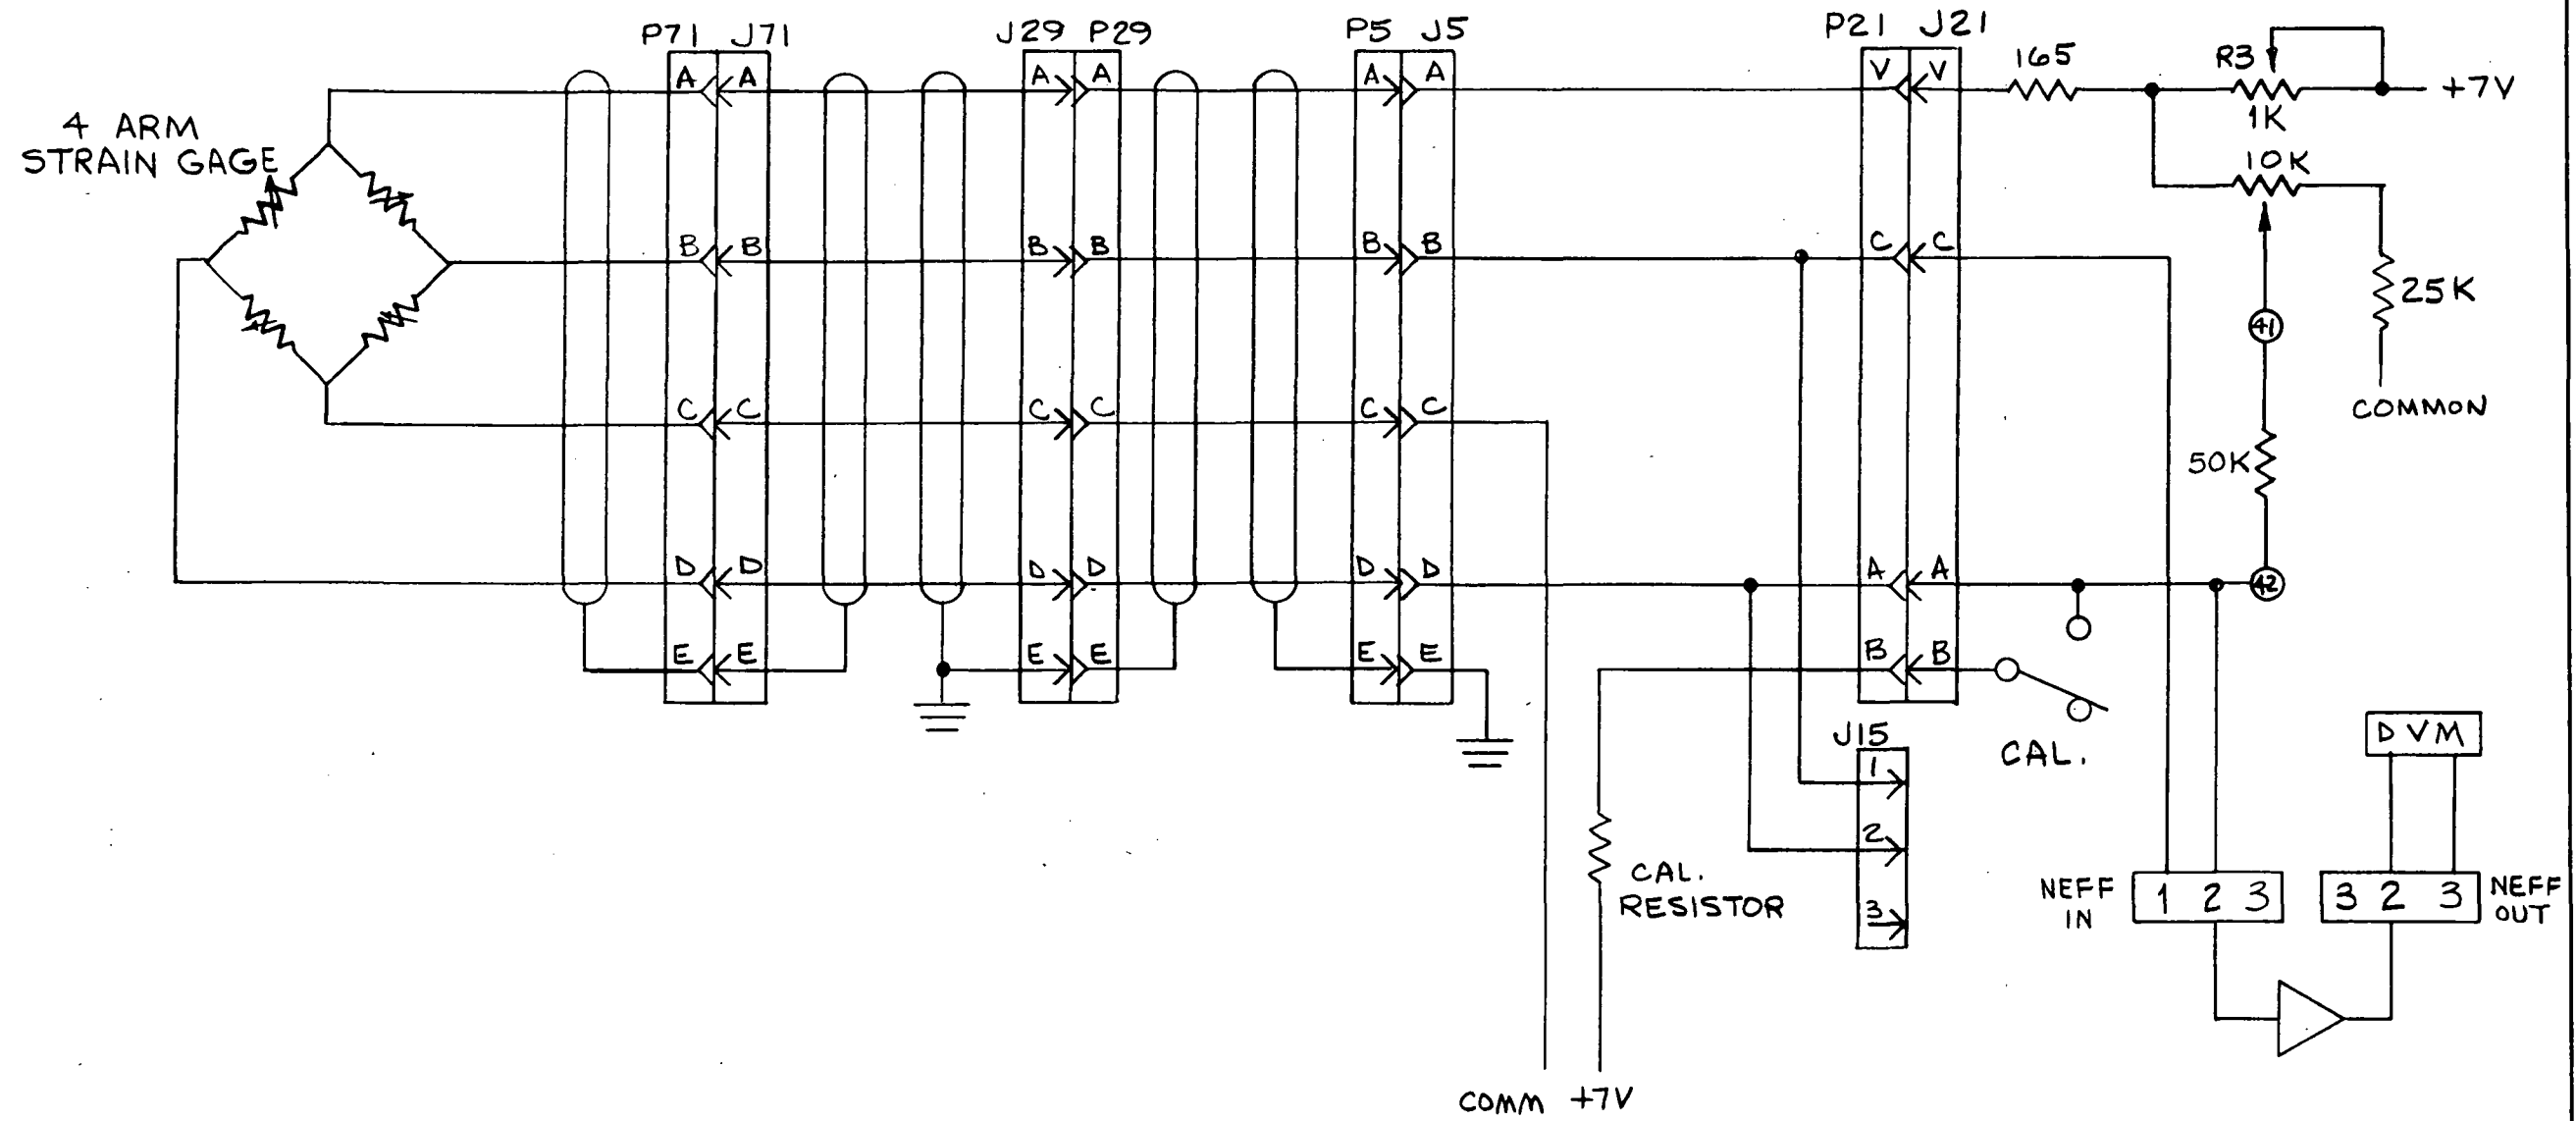 P71 J71
J29 P29
P5 J5
P21 J21
A A
A A
A A
V V
165
R3
1K
+7V
4 ARM
STRAIN GAGE
10K
B B
B B
B B
C C
25K
41
COMMON
C C
C C
C C
50K
D D
D D
D D
A A
42
E E
E E
E E
B B
CAL.
J15
1
2
3
DVM
CAL.
RESISTOR
NEFF
IN
1 2 3
3 2 3
NEFF
OUT
COMM +7V